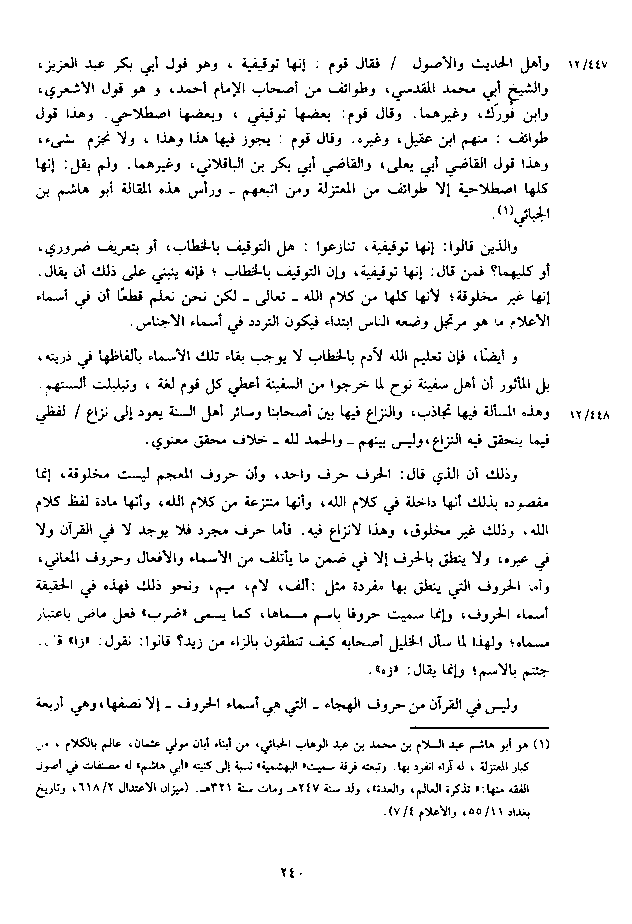 ١٢/٤٤٧ وأهل الحديث والأصول / فقال قوم : إنها توقيفية ، وهو قول أبي بكر عبد العزيز،
والشيخ أبي محمد المقدسي، وطوائف من أصحاب الإمام أحمد، و هو قول الأشعري،
وابن فُورَك، وغيرهما. وقال قوم: بعضها توقيفي ، وبعضها اصطلاحي. وهذا قول
طوائف : منهم ابن عقيل، وغيره. وقال قوم : يجوز فيها هذا وهذا ، ولا نجزم بشىء،
وهذا قول القاضي أبي يعلى، والقاضي أبي بكر بن الباقلاني، وغيرهما. ولم يقل: إنها
كلها اصطلاحية إلا طوائف من المعتزلة ومن اتبعهم ـ ورأس هذه المقالة أبو هاشم بن
الجبائي(١).
والذين قالوا: إنها توقيفية، تنازعوا : هل التوقيف بالخطاب، أو بتعريف ضروري،
أو كليهما؟ فمن قال: إنها توقيفية، وإن التوقيف بالخطاب ؛ فإنه ينبني على ذلك أن يقال.
إنها غير مخلوقة؛ لأنها كلها من كلام الله ـ تعالى ـ لكن نحن نعلم قطعًا أن في أسماء
الأعلام ما هو مرتجل وضعه الناس ابتداء فيكون التردد في أسماء الأجناس.
و أيضًا، فإن تعليم الله لآدم بالخطاب لا يوجب بقاء تلك الأسماء بألفاظها في ذريته،
بل المأثور أن أهل سفينة نوح لما خرجوا من السفينة أعطي كل قوم لغة ، وتبلبلت ألسنتهم.
١٢/٤٤٨ وهذه المسألة فيها تجاذب، والنزاع فيها بين أصحابنا وسائر أهل السنة يعود إلى نزاع / لفظي
فيما يتحقق فيه النزاع،وليس بينهم ـ والحمد لله ـ خلاف محقق معنوي.
وذلك أن الذي قال: الحرف حرف واحد، وأن حروف المعجم ليست مخلوقة، إنما
مقصوده بذلك أنها داخلة في كلام الله، وأنها منتزعة من كلام الله، وأنها مادة لفظ كلام
الله، وذلك غير مخلوق، وهذا لانزاع فيه. فأما حرف مجرد فلا يوجد لا في القرآن ولا
في غيره، ولا ينطق بالحرف إلا في ضمن ما يأتلف من الأسماء والأفعال وحروف المعاني،
وأما الحروف التي ينطق بها مفردة مثل :ألف، لام، ميم، ونحو ذلك فهذه في الحقيقة
أسماء الحروف، وإنما سميت حروفا باسم مسماها، كما يسمى «ضرب» فعل ماض باعتبار
مسماه؛ ولهذا لما سأل الخليل أصحابه كيف تنطقون بالزاء من زيد؟ قالوا: نقول: «زا»
جئتم بالاسم؛ وإنما يقال: «زه».
وليس في القرآن من حروف الهجاء ـ التي هي أسماء الحروف ـ إلا نصفها،وهي أربعة
(١) هو أبو هاشم عبد السلام بن محمد بن عبد الوهاب الجبائي، من أبناء أبان مولي عثمان، عالم بالكلام ، من
كبار المعتزلة ، له آراء انفرد بها. وتبعته فرقة سميت« البهشمية» نسبة إلى كنيته «أبي هاشم» له مصنفات في أصول
الفقه منها:« تذكرة العالم، والعدة»، ولد سنة ٢٤٧هـ ومات سنة ٣٢١هـ. (ميزان الاعتدال ٦١٨/٢، وتاريخ
بغداد ٥٥/١١، والأعلام ٧/٤).
٢٤٠